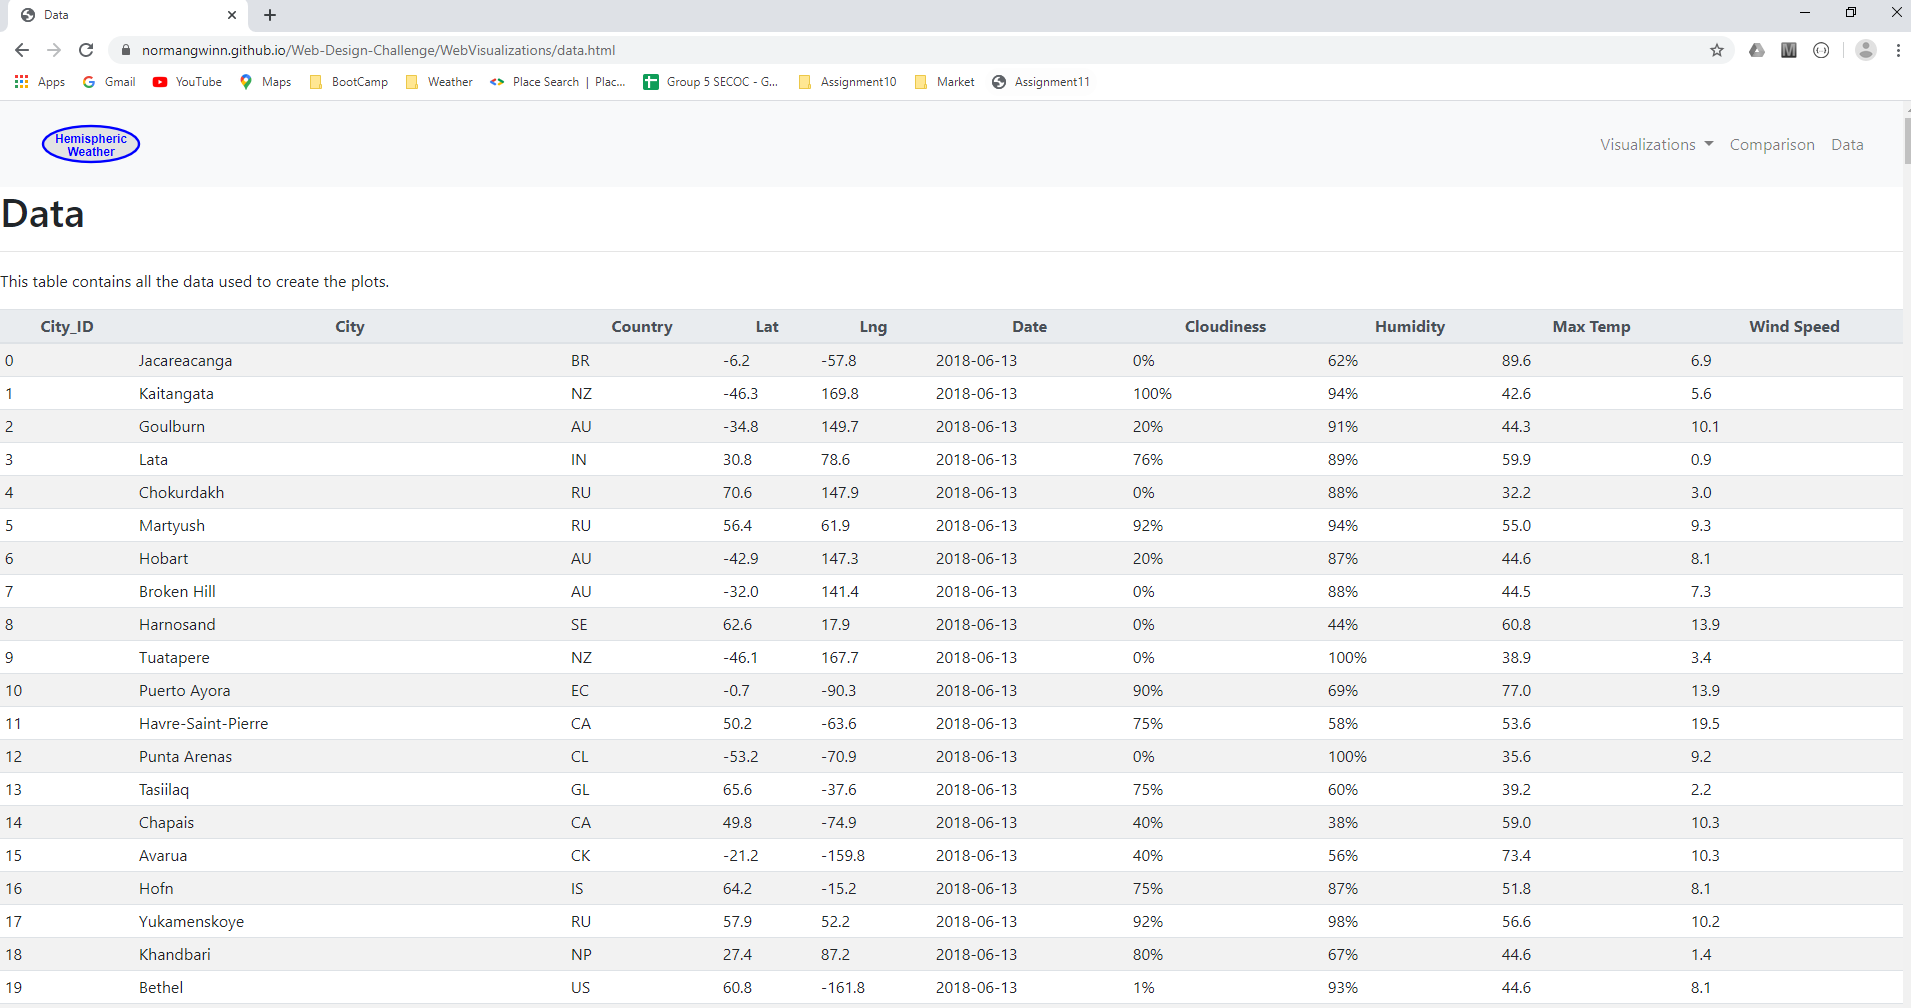 Data
normangwinn.github.io/Web-Design-Challenge/WebVisualizations/data.html
Apps Gmail YouTube Maps BootCamp Weather Place Search | Plac... Group 5 SECOC - G... Assignment10 Market Assignment11
Hemispheric
Weather
Visualizations Comparison Data
Data
This table contains all the data used to create the plots.
City_ID City Country Lat Lng Date Cloudiness Humidity Max Temp Wind Speed
0 Jacareacanga BR -6.2 -57.8 2018-06-13 0% 62% 89.6 6.9
1 Kaitangata NZ -46.3 169.8 2018-06-13 100% 94% 42.6 5.6
2 Goulburn AU -34.8 149.7 2018-06-13 20% 91% 44.3 10.1
3 Lata IN 30.8 78.6 2018-06-13 76% 89% 59.9 0.9
4 Chokurdakh RU 70.6 147.9 2018-06-13 0% 88% 32.2 3.0
5 Martyush RU 56.4 61.9 2018-06-13 92% 94% 55.0 9.3
6 Hobart AU -42.9 147.3 2018-06-13 20% 87% 44.6 8.1
7 Broken Hill AU -32.0 141.4 2018-06-13 0% 88% 44.5 7.3
8 Harnosand SE 62.6 17.9 2018-06-13 0% 44% 60.8 13.9
9 Tuatapere NZ -46.1 167.7 2018-06-13 0% 100% 38.9 3.4
10 Puerto Ayora EC -0.7 -90.3 2018-06-13 90% 69% 77.0 13.9
11 Havre-Saint-Pierre CA 50.2 -63.6 2018-06-13 75% 58% 53.6 19.5
12 Punta Arenas CL -53.2 -70.9 2018-06-13 0% 100% 35.6 9.2
13 Tasiilaq GL 65.6 -37.6 2018-06-13 75% 60% 39.2 2.2
14 Chapais CA 49.8 -74.9 2018-06-13 40% 38% 59.0 10.3
15 Avarua CK -21.2 -159.8 2018-06-13 40% 56% 73.4 10.3
16 Hofn IS 64.2 -15.2 2018-06-13 75% 87% 51.8 8.1
17 Yukamenskoye RU 57.9 52.2 2018-06-13 92% 98% 56.6 10.2
18 Khandbari NP 27.4 87.2 2018-06-13 80% 67% 44.6 1.4
19 Bethel US 60.8 -161.8 2018-06-13 1% 93% 44.6 8.1